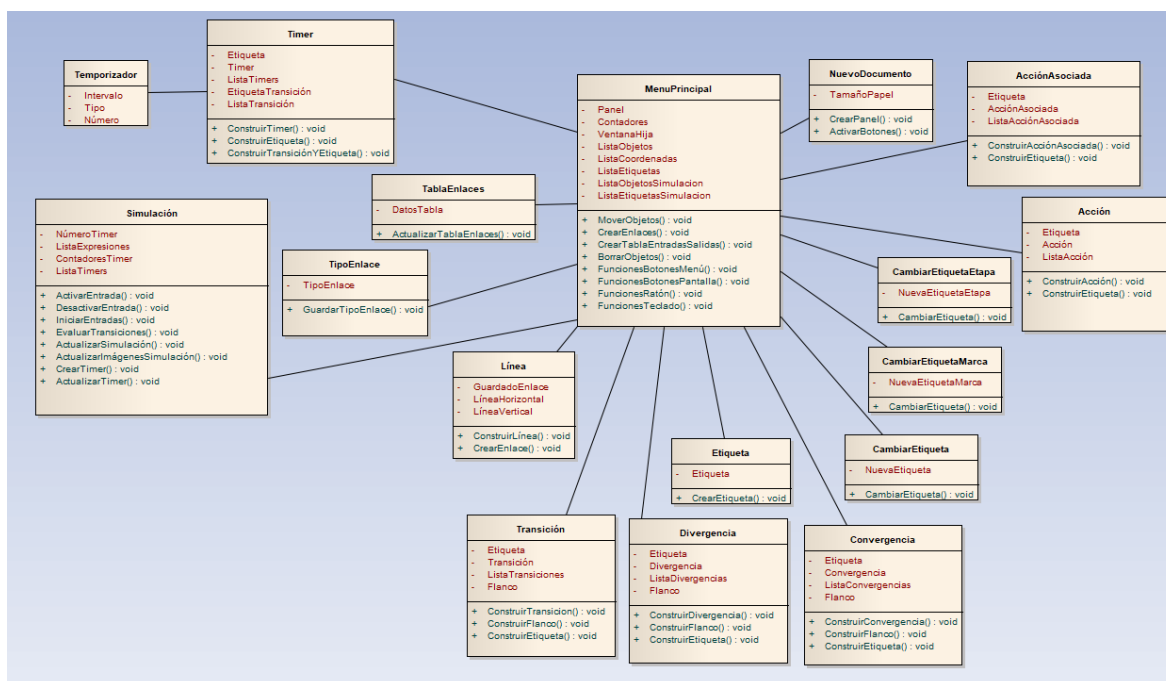 Timer
- Etiqueta
- Timer
- ListaTimers
- EtiquetaTransición
- ListaTransición
+ ConstruirTimer() : void
+ ConstruirEtiqueta() : void
+ ConstruirTransiciónYEtiqueta() : void
Temporizador
- Intervalo
- Tipo
- Número
MenuPrincipal
- Panel
- Contadores
- VentanaHija
- ListaObjetos
- ListaCoordenadas
- ListaEtiquetas
- ListaObjetosSimulacion
- ListaEtiquetasSimulacion
+ MoverObjetos() : void
+ CrearEnlaces() : void
+ CrearTablaEntradasSalidas() : void
+ BorrarObjetos() : void
+ FuncionesBotonesMenú() : void
+ FuncionesBotonesPantalla() : void
+ FuncionesRatón() : void
+ FuncionesTeclado() : void
NuevoDocumento
- TamañoPapel
+ CrearPanel() : void
+ ActivarBotones() : void
AcciónAsociada
- Etiqueta
- AcciónAsociada
- ListaAcciónAsociada
+ ConstruirAcciónAsociada() : void
+ ConstruirEtiqueta() : void
TablaEnlaces
- DatosTabla
+ ActualizarTablaEnlaces() : void
Simulación
- NúmeroTimer
- ListaExpresiones
- ContadoresTimer
- ListaTimers
+ ActivarEntrada() : void
+ DesactivarEntrada() : void
+ IniciarEntradas() : void
+ EvaluarTransiciones() : void
+ ActualizarSimulación() : void
+ ActualizarImágenesSimulación() : void
+ CrearTimer() : void
+ ActualizarTimer() : void
TipoEnlace
- TipoEnlace
+ GuardarTipoEnlace() : void
Acción
- Etiqueta
- Acción
- ListaAcción
+ ConstruirAcción() : void
+ ConstruirEtiqueta() : void
CambiarEtiquetaEtapa
- NuevaEtiquetaEtapa
+ CambiarEtiqueta() : void
Línea
- GuardadoEnlace
- LíneaHorizontal
- LíneaVertical
+ ConstruirLínea() : void
+ CrearEnlace() : void
CambiarEtiquetaMarca
- NuevaEtiquetaMarca
+ CambiarEtiqueta() : void
Etiqueta
- Etiqueta
+ CrearEtiqueta() : void
CambiarEtiqueta
- NuevaEtiqueta
+ CambiarEtiqueta() : void
Transición
- Etiqueta
- Transición
- ListaTransiciones
- Flanco
+ ConstruirTransicion() : void
+ ConstruirFlanco() : void
+ ConstruirEtiqueta() : void
Divergencia
- Etiqueta
- Divergencia
- ListaDivergencias
- Flanco
+ ConstruirDivergencia() : void
+ ConstruirFlanco() : void
+ ConstruirEtiqueta() : void
Convergencia
- Etiqueta
- Convergencia
- ListaConvergencias
- Flanco
+ ConstruirConvergencia() : void
+ ConstruirFlanco() : void
+ ConstruirEtiqueta() : void